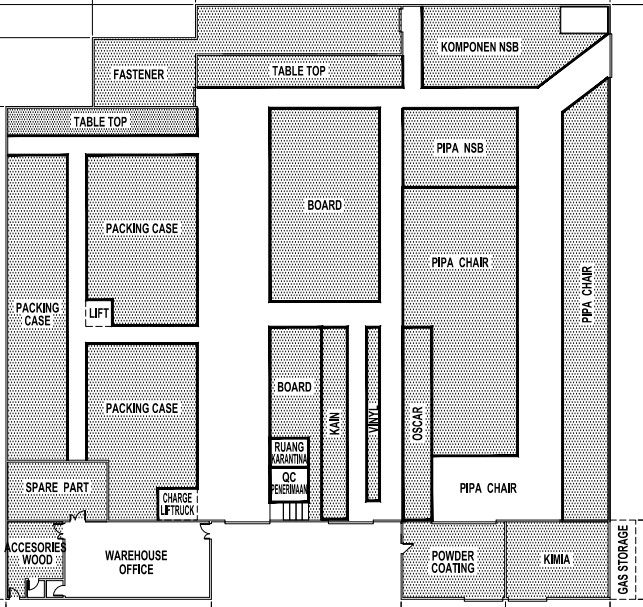 KOMPONEN NSB
FASTENER
TABLE TOP
TABLE TOP
PIPA NSB
BOARD
PACKING CASE
PIPA CHAIR
PIPA CHAIR
PACKING
CASE
LIFT
BOARD
PACKING CASE
KAIN
VINYL
OSCAR
RUANG
KARANTINA
QC
PENERIMAAN
SPARE PART
CHARGE
LIFTRUCK
PIPA CHAIR
ACCESORIES
WOOD
WAREHOUSE
OFFICE
POWDER
COATING
KIMIA
GAS STORAGE